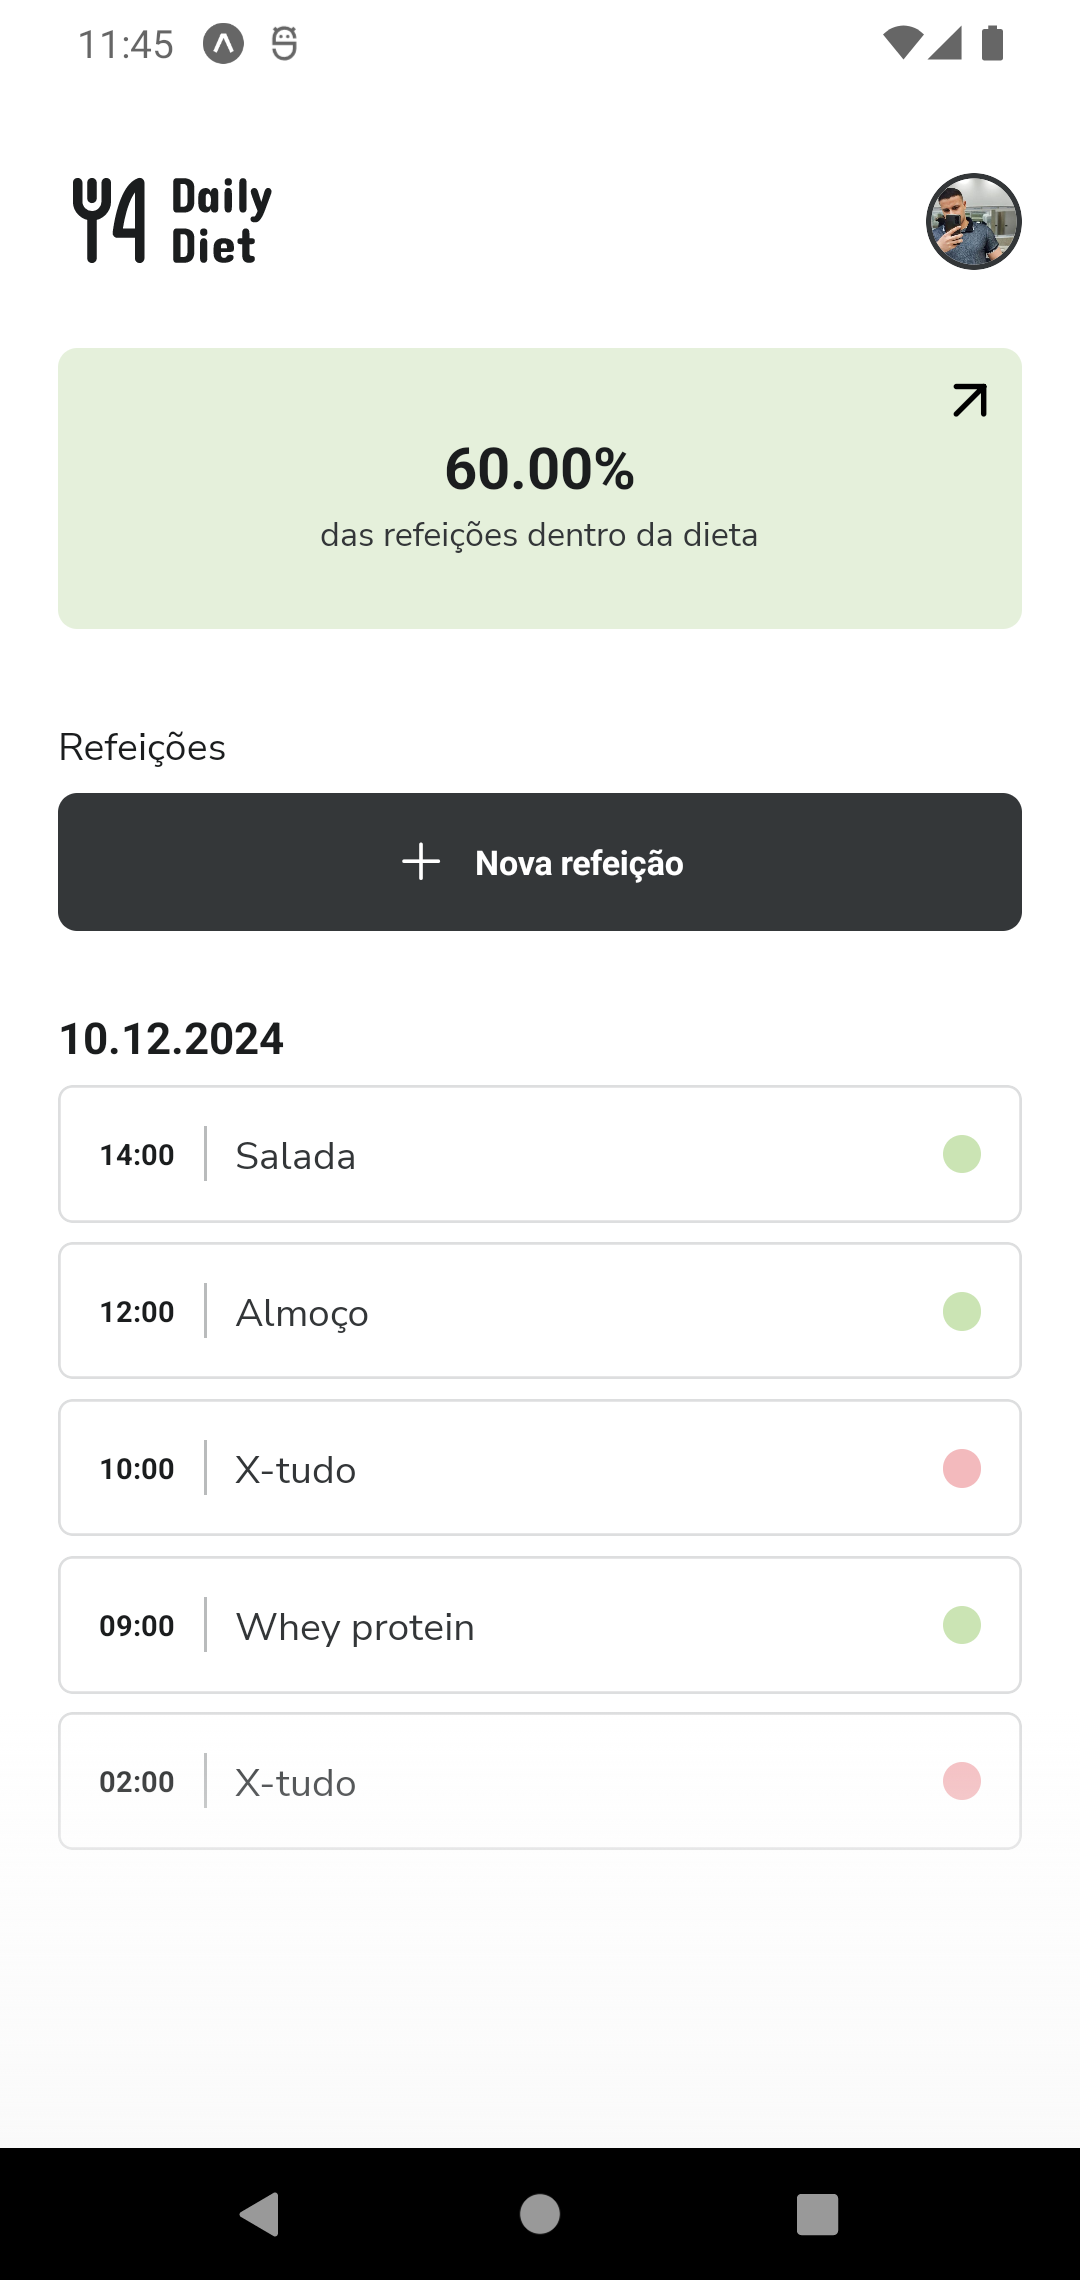 11:45
Daily
Diet
60.00%
das refeições dentro da dieta
Refeições
Nova refeição
10.12.2024
14:00 Salada
12:00 Almoço
10:00 X-tudo
09:00 Whey protein
02:00 X-tudo